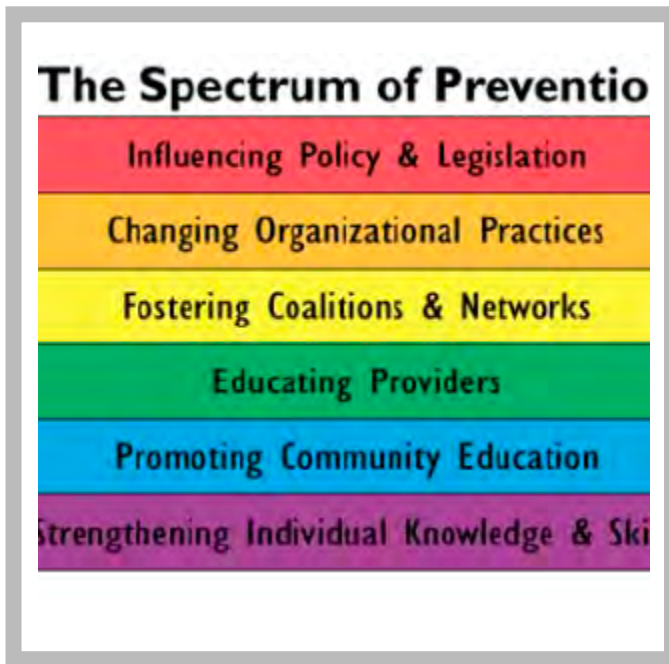 The Spectrum of Preventio
Influencing Policy & Legislation
Changing Organizational Practices
Fostering Coalitions & Networks
Educating Providers
Promoting Community Education
Strengthening Individual Knowledge & Ski